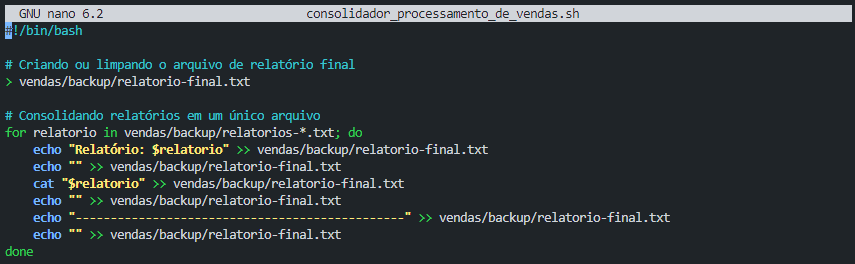 GNU nano 6.2 consolidador_processamento_de_vendas.sh
#!/bin/bash
# Criando ou limpando o arquivo de relatório final
> vendas/backup/relatorio-final.txt
# Consolidando relatórios em um único arquivo
for relatorio in vendas/backup/relatorios-*.txt; do
    echo "Relatório: $relatorio" >> vendas/backup/relatorio-final.txt
    echo "" >> vendas/backup/relatorio-final.txt
    cat "$relatorio" >> vendas/backup/relatorio-final.txt
    echo "" >> vendas/backup/relatorio-final.txt
    echo "-----------------------------------------------" >> vendas/backup/relatorio-final.txt
    echo "" >> vendas/backup/relatorio-final.txt
done